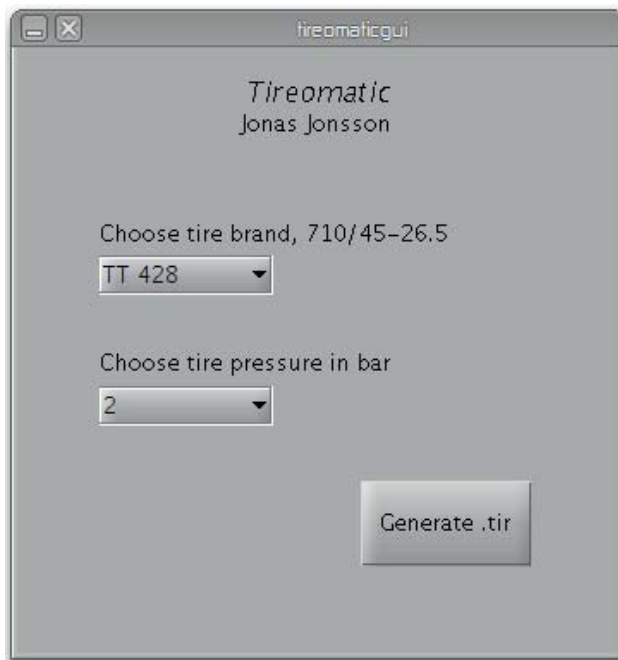 tireomaticgui
Tireomatic
Jonas Jonsson
Choose tire brand, 710/45-26.5
TT 428
Choose tire pressure in bar
2
Generate .tir